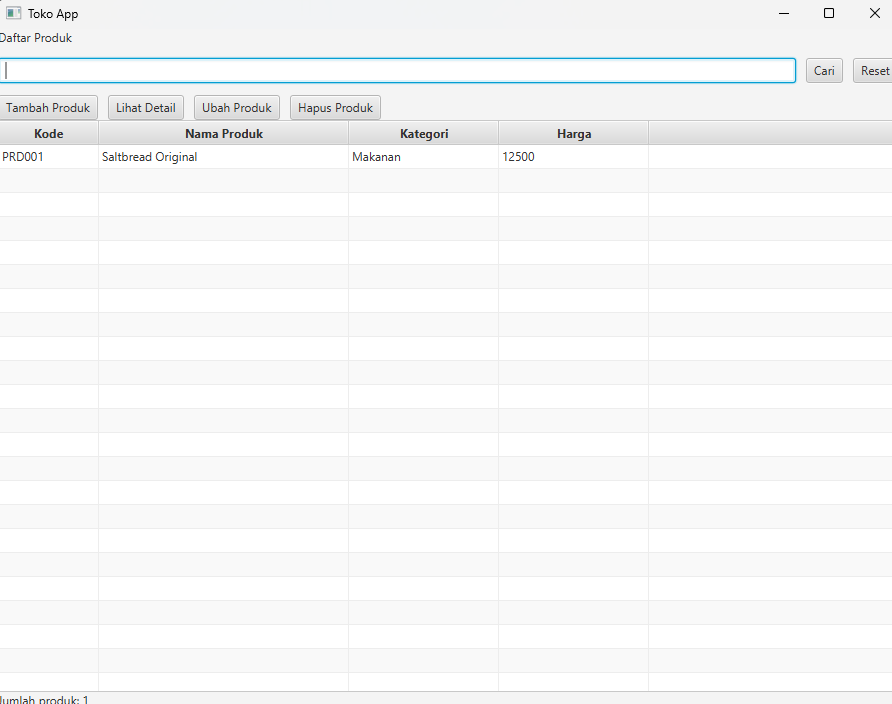 Toko App
Daftar Produk
Cari Reset
Tambah Produk Lihat Detail Ubah Produk Hapus Produk
Kode Nama Produk Kategori Harga
PRD001 Saltbread Original Makanan 12500
Jumlah produk: 1